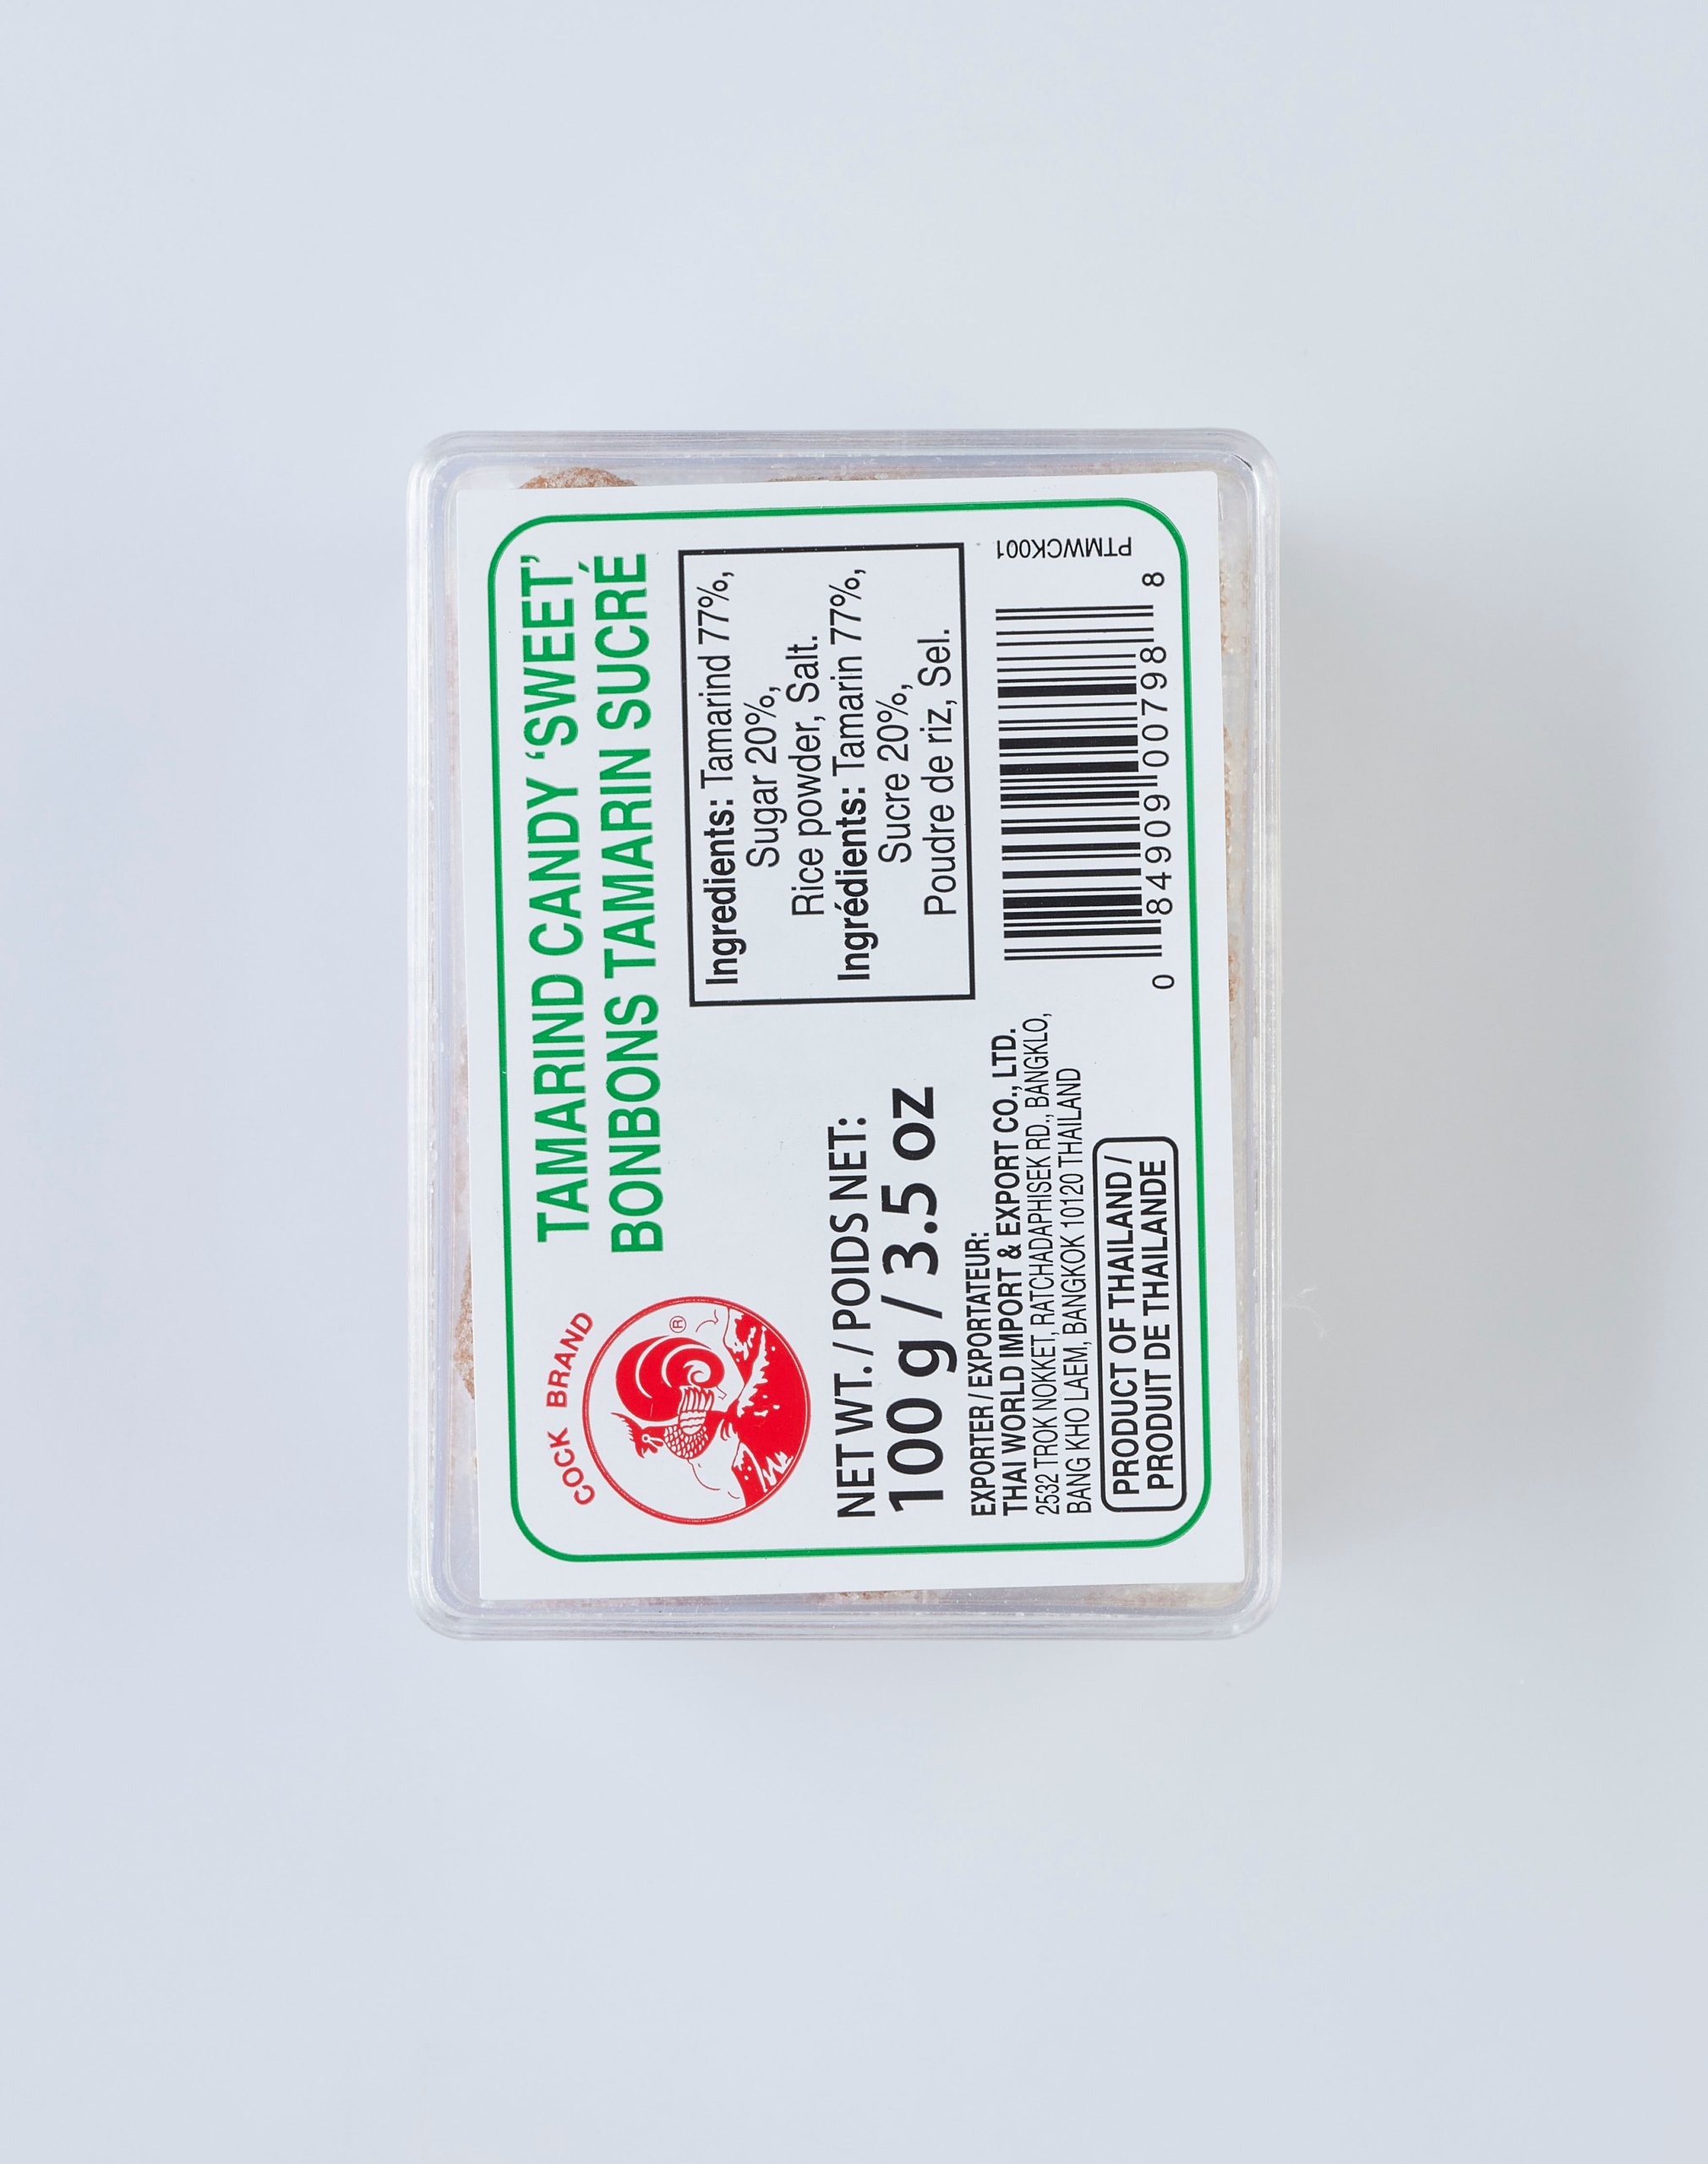 COCK BRAND
®
TAMARIND CANDY ‘SWEET’
BONBONS TAMARIN SUCRÉ
NET WT. / POIDS NET:
100 g / 3.5 oz
EXPORTER / EXPORTATEUR:
THAI WORLD IMPORT & EXPORT CO., LTD.
2532 TROK NOKKET, RATCHADAPHISEK RD., BANGKLO,
BANG KHO LAEM, BANGKOK 10120 THAILAND
PRODUCT OF THAILAND /
PRODUIT DE THAILANDE
Ingredients: Tamarind 77%,
Sugar 20%,
Rice powder, Salt.
Ingrédients: Tamarin 77%,
Sucre 20%,
Poudre de riz, Sel.
0 84909 00798 8
PTMWCK001